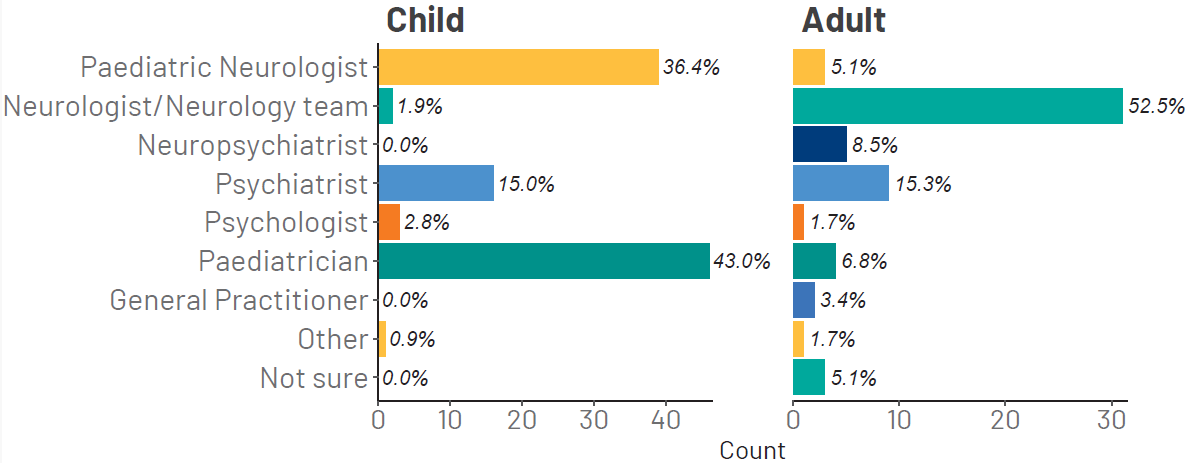 Child Adult
Paediatric Neurologist 36.4% 5.1%
Neurologist/Neurology team 1.9% 52.5%
Neuropsychiatrist 0.0% 8.5%
Psychiatrist 15.0% 15.3%
Psychologist 2.8% 1.7%
Paediatrician 43.0% 6.8%
General Practitioner 0.0% 3.4%
Other 0.9% 1.7%
Not sure 0.0% 5.1%
0 10 20 30 40 0 10 20 30
Count